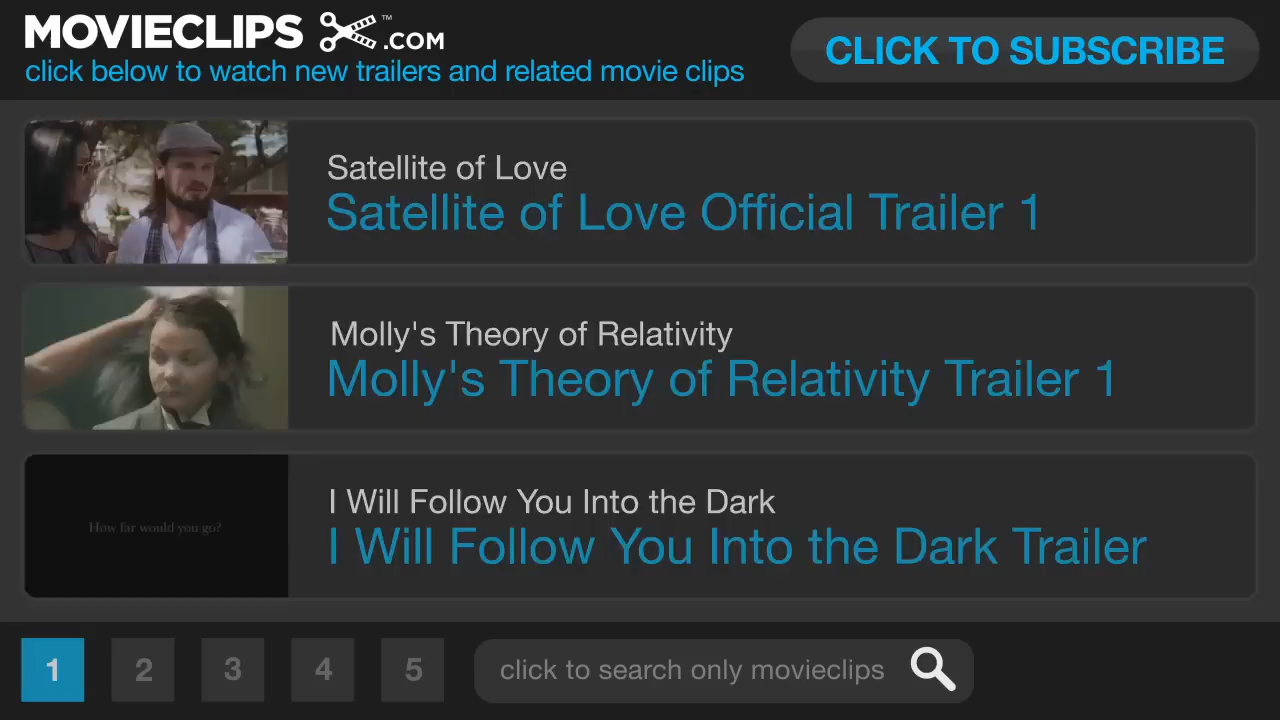 MOVIECLIPS.COM™
click below to watch new trailers and related movie clips
CLICK TO SUBSCRIBE
Satellite of Love
Satellite of Love Official Trailer 1
Molly's Theory of Relativity
Molly's Theory of Relativity Trailer 1
How far would you go?
I Will Follow You Into the Dark
I Will Follow You Into the Dark Trailer
1 2 3 4 5
click to search only movieclips